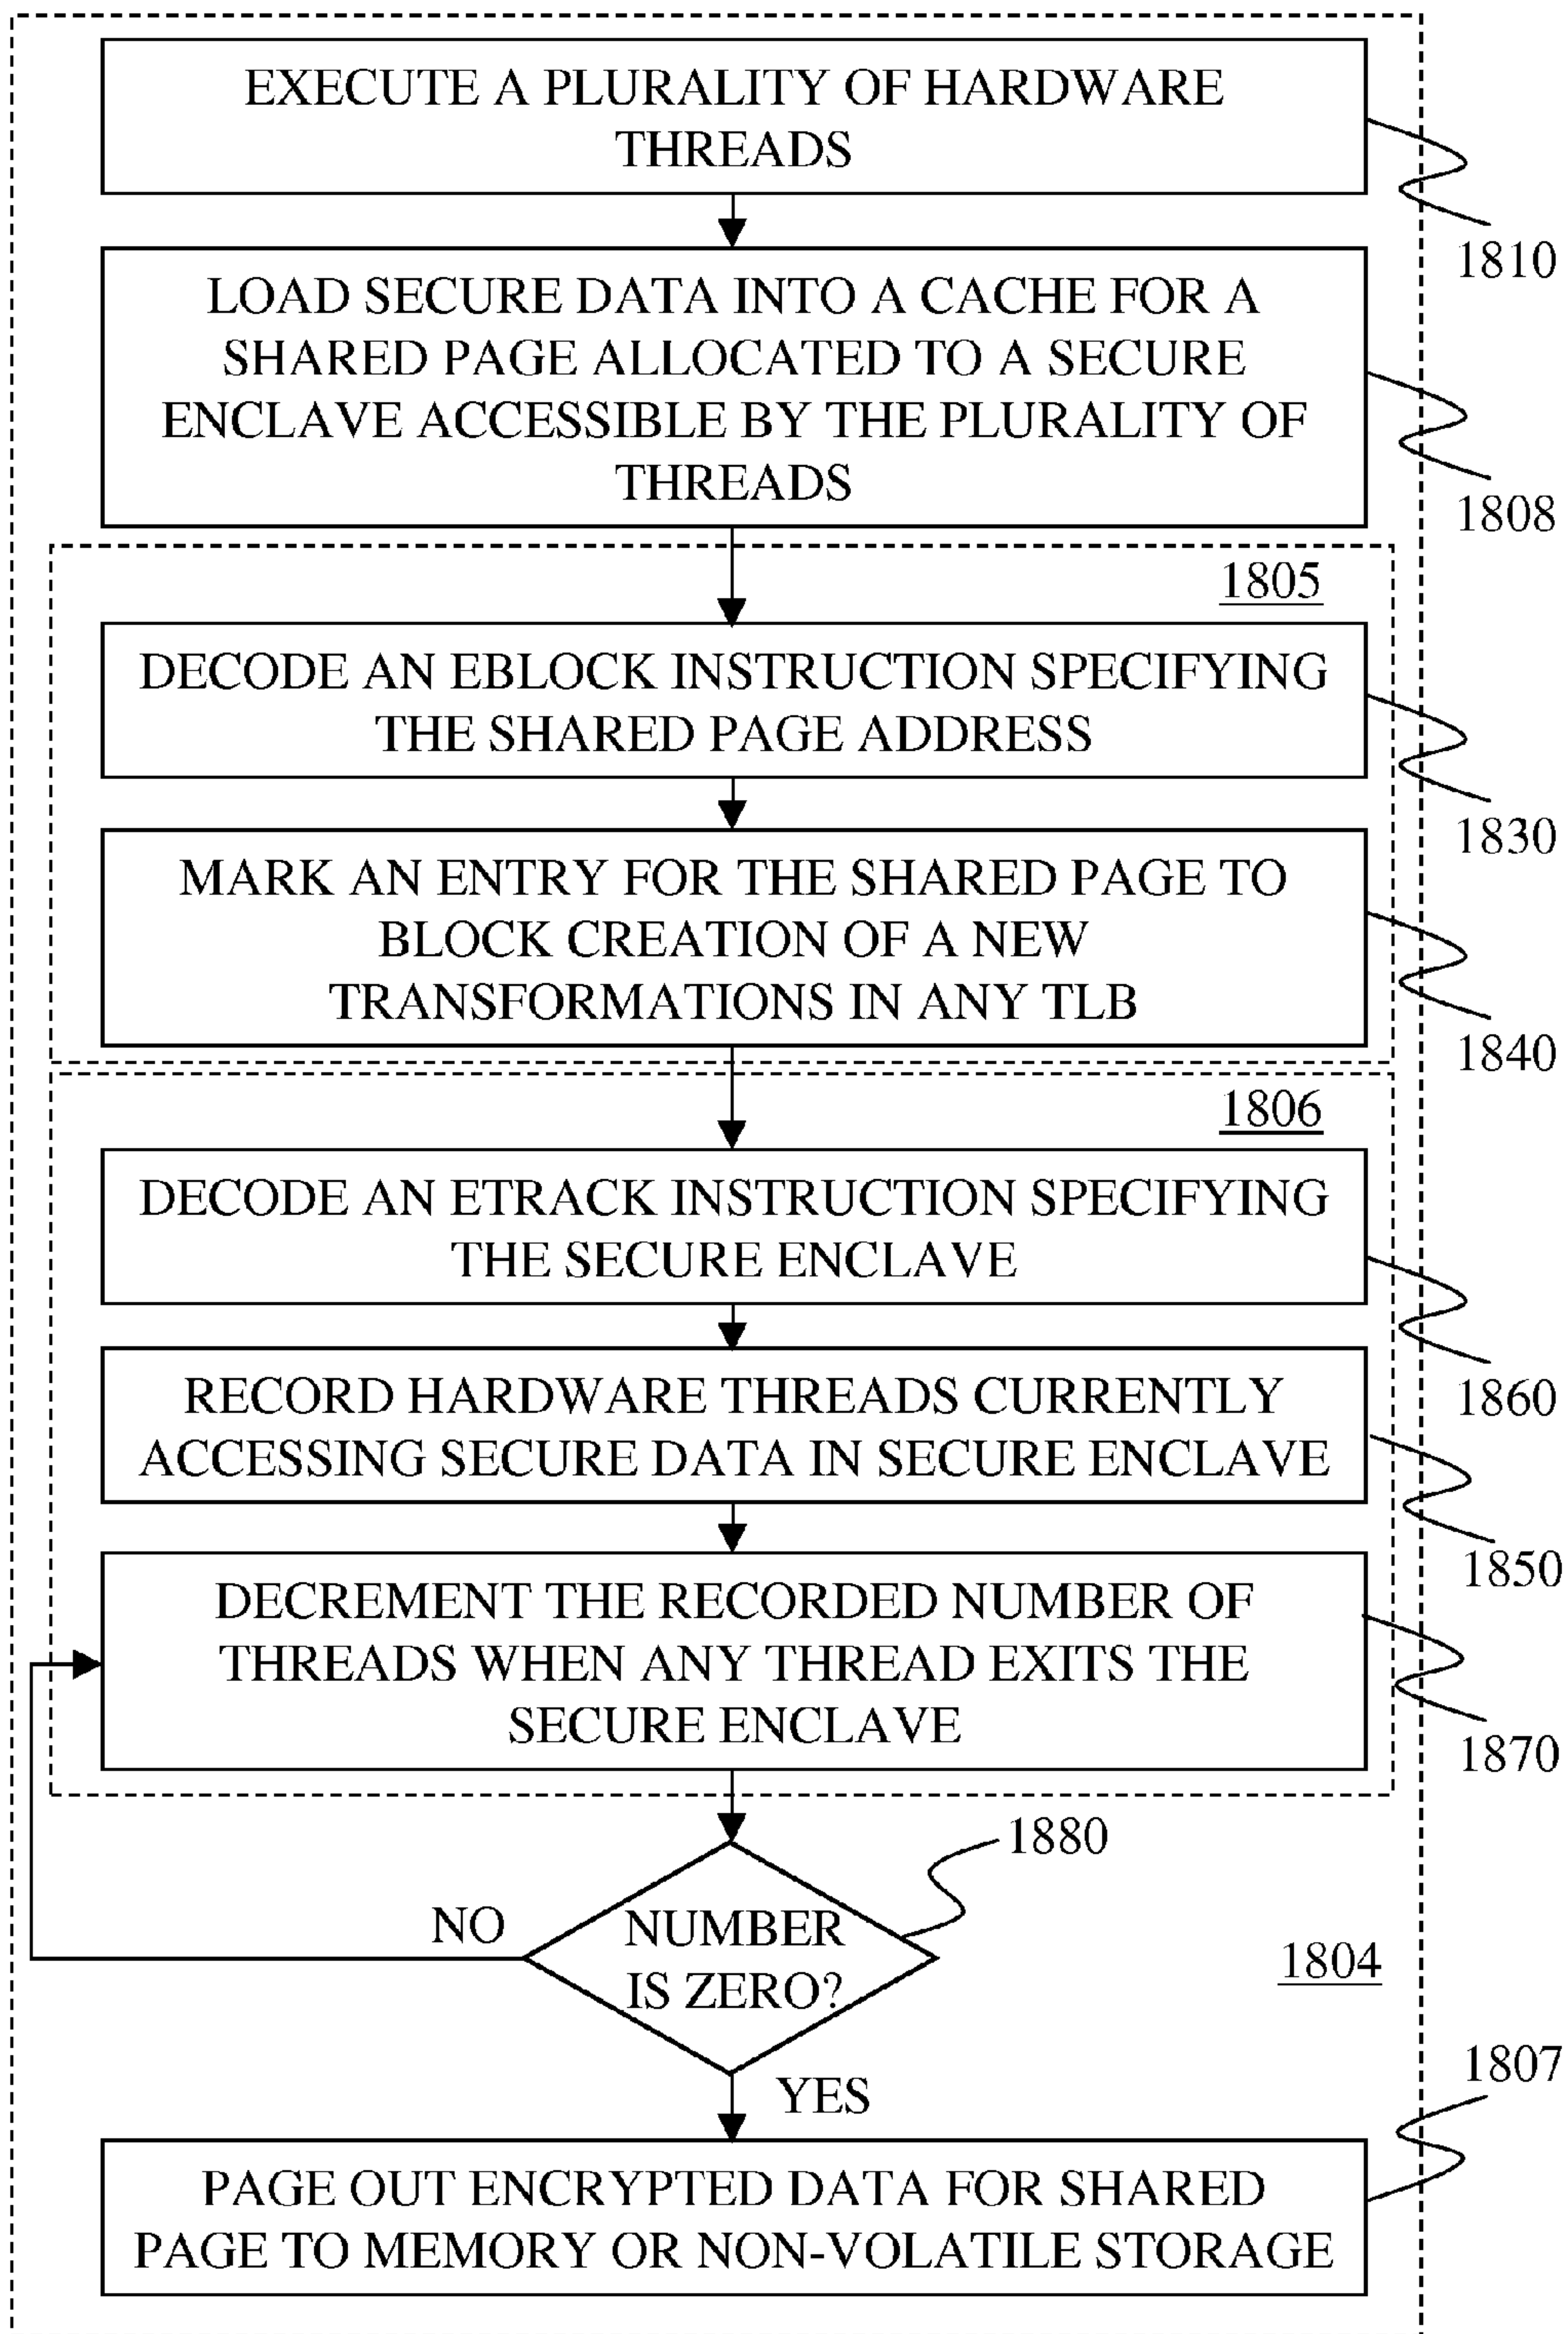 EXECUTE A PLURALITY OF HARDWARE
THREADS
1810
LOAD SECURE DATA INTO A CACHE FOR A
SHARED PAGE ALLOCATED TO A SECURE
ENCLAVE ACCESSIBLE BY THE PLURALITY OF
THREADS
1808
1805
DECODE AN EBLOCK INSTRUCTION SPECIFYING
THE SHARED PAGE ADDRESS
1830
MARK AN ENTRY FOR THE SHARED PAGE TO
BLOCK CREATION OF A NEW
TRANSFORMATIONS IN ANY TLB
1840
1806
DECODE AN ETRACK INSTRUCTION SPECIFYING
THE SECURE ENCLAVE
1860
RECORD HARDWARE THREADS CURRENTLY
ACCESSING SECURE DATA IN SECURE ENCLAVE
1850
DECREMENT THE RECORDED NUMBER OF
THREADS WHEN ANY THREAD EXITS THE
SECURE ENCLAVE
1870
1880
NO
NUMBER
IS ZERO?
1804
YES
1807
PAGE OUT ENCRYPTED DATA FOR SHARED
PAGE TO MEMORY OR NON-VOLATILE STORAGE